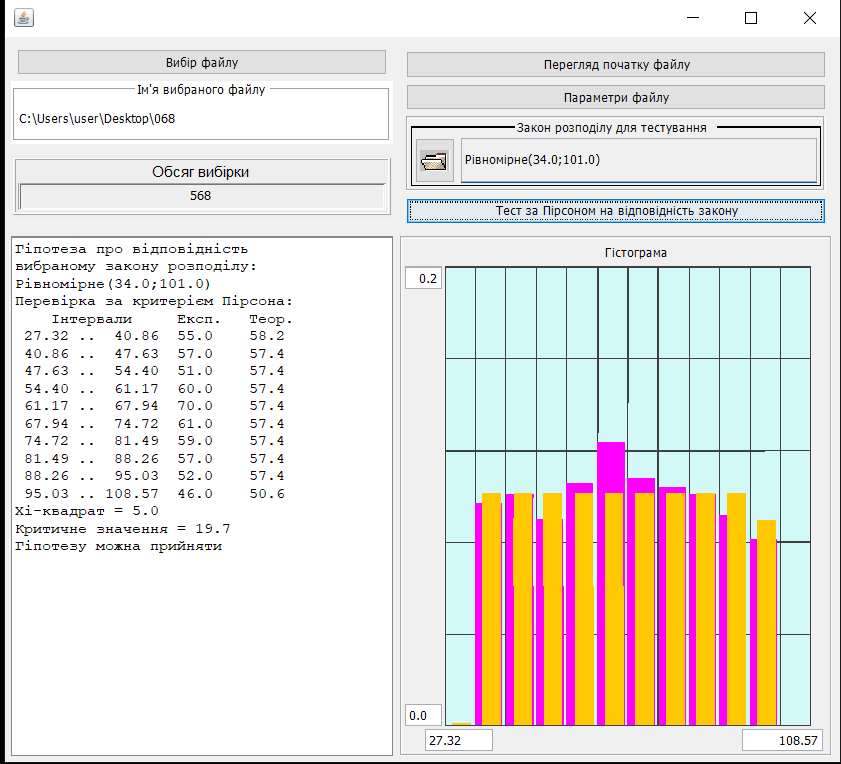 Вибір файлу
Ім'я вибраного файлу
C:\Users\user\Desktop\068
Обсяг вибірки
568
Перегляд початку файлу
Параметри файлу
Закон розподілу для тестування
Рівномірне(34.0;101.0)
Тест за Пірсоном на відповідність закону
Гіпотеза про відповідність
вибраному закону розподілу:
Рівномірне(34.0;101.0)
Перевірка за критерієм Пірсона:
Інтервали Експ. Теор.
27.32 .. 40.86 55.0 58.2
40.86 .. 47.63 57.0 57.4
47.63 .. 54.40 51.0 57.4
54.40 .. 61.17 60.0 57.4
61.17 .. 67.94 70.0 57.4
67.94 .. 74.72 61.0 57.4
74.72 .. 81.49 59.0 57.4
81.49 .. 88.26 57.0 57.4
88.26 .. 95.03 52.0 57.4
95.03 .. 108.57 46.0 50.6
Хі-квадрат = 5.0
Критичне значення = 19.7
Гіпотезу можна прийняти
Гістограма
0.2
0.0
27.32
108.57